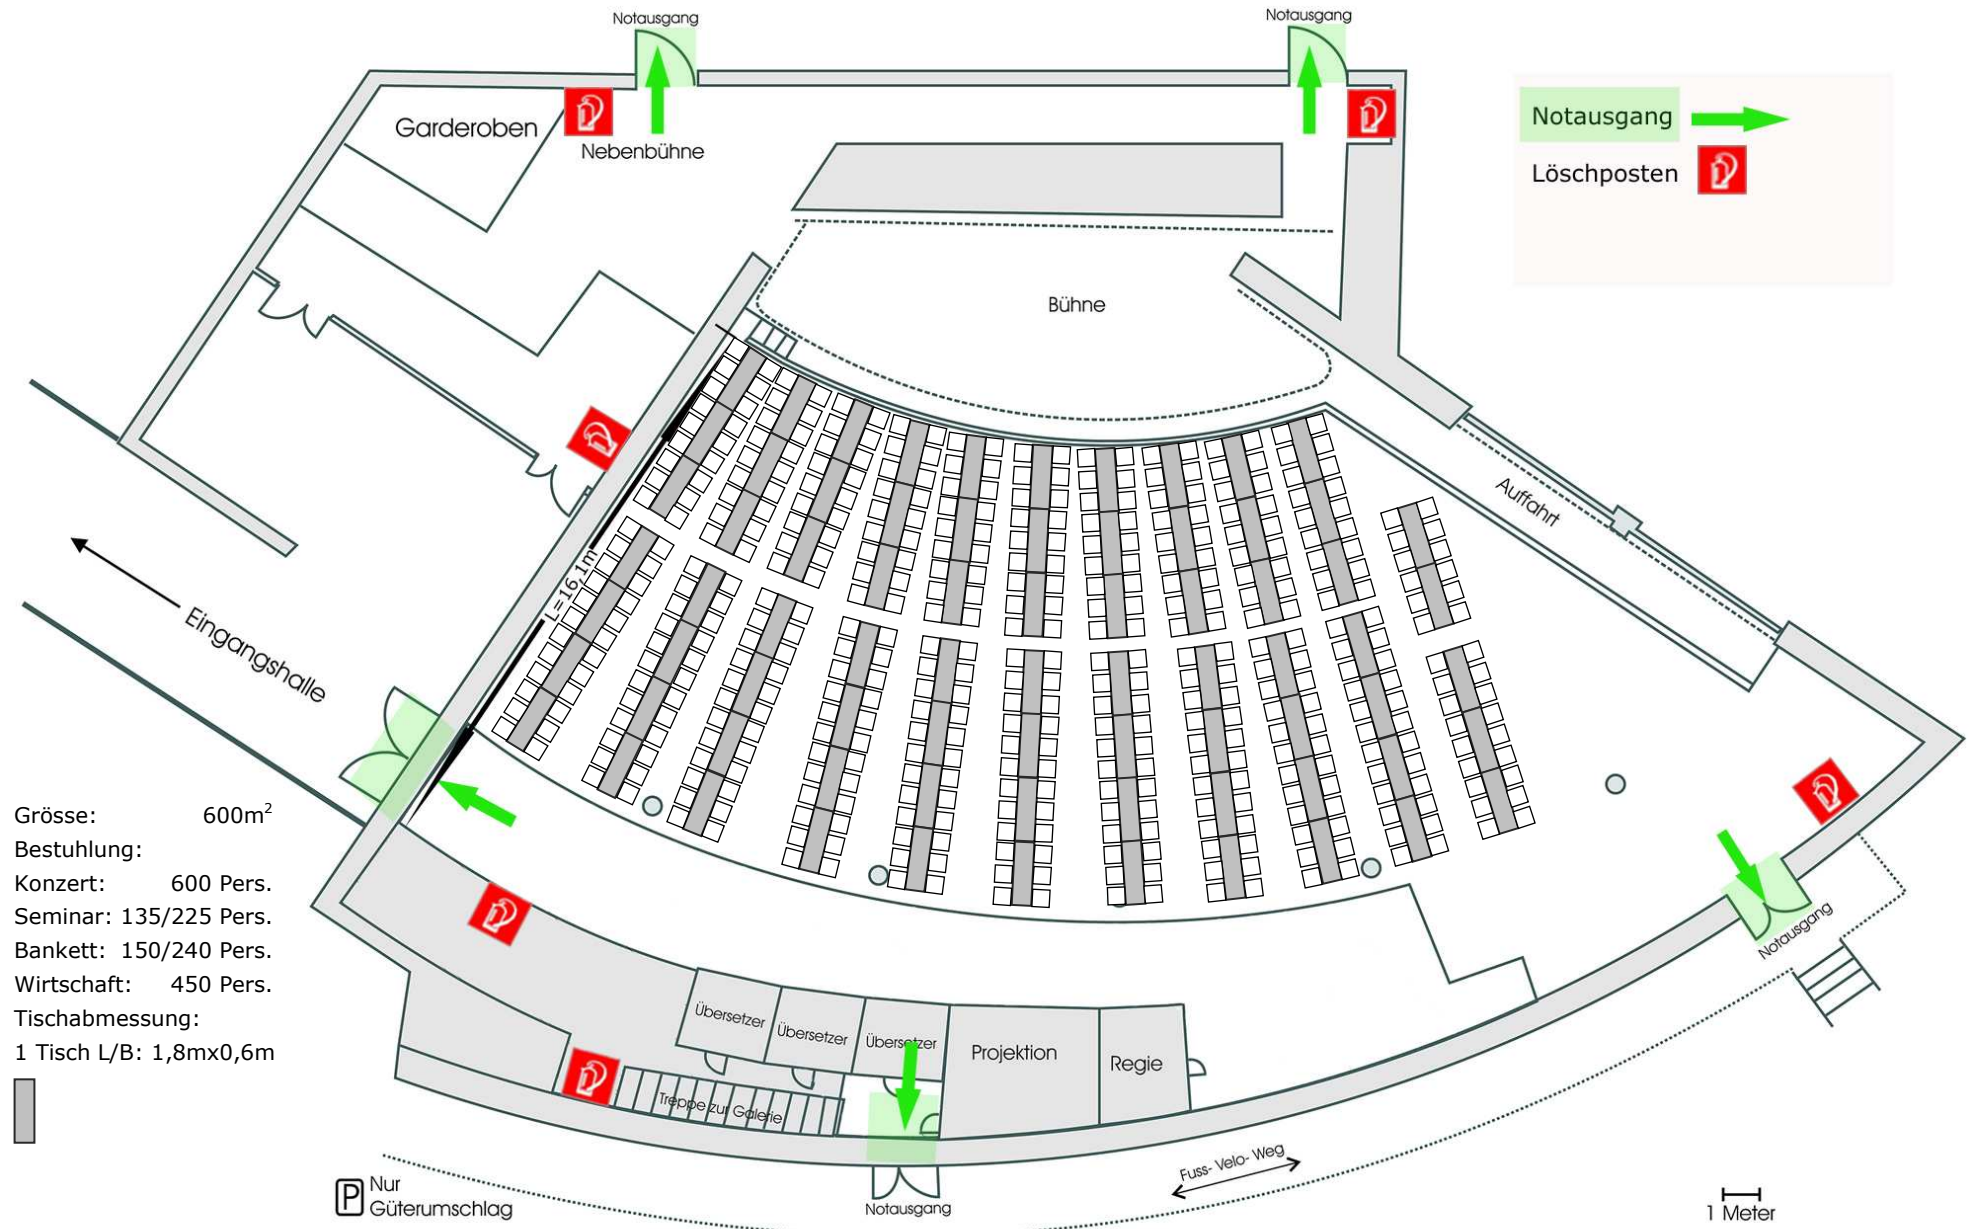 Notausgang
Notausgang
Garderoben
Nebenbühne
Notausgang
Löschposten
Bühne
Auffahrt
L=16,1m
Eingangshalle
Grösse: 600m²
Bestuhlung:
Konzert: 600 Pers.
Seminar: 135/225 Pers.
Bankett: 150/240 Pers.
Wirtschaft: 450 Pers.
Tischabmessung:
1 Tisch L/B: 1,8mx0,6m
Notausgang
Übersetzer
Übersetzer
Übersetzer
Projektion
Regie
Treppe zur Galerie
Fuss- Velo- Weg
P
Nur
Güterumschlag
Notausgang
1 Meter